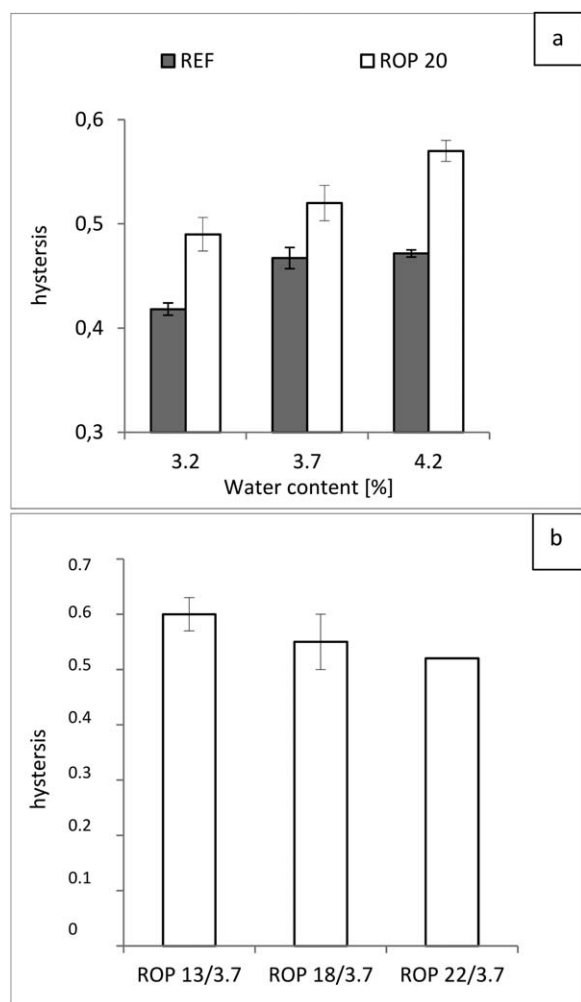 a
REF ROP 20
0,6
0,5
0,4
0,3
hystersis
3.2 3.7 4.2
Water content [%]
b
0.7
0.6
0.5
0.4
0.3
0.2
0.1
0
hystersis
ROP 13/3.7 ROP 18/3.7 ROP 22/3.7